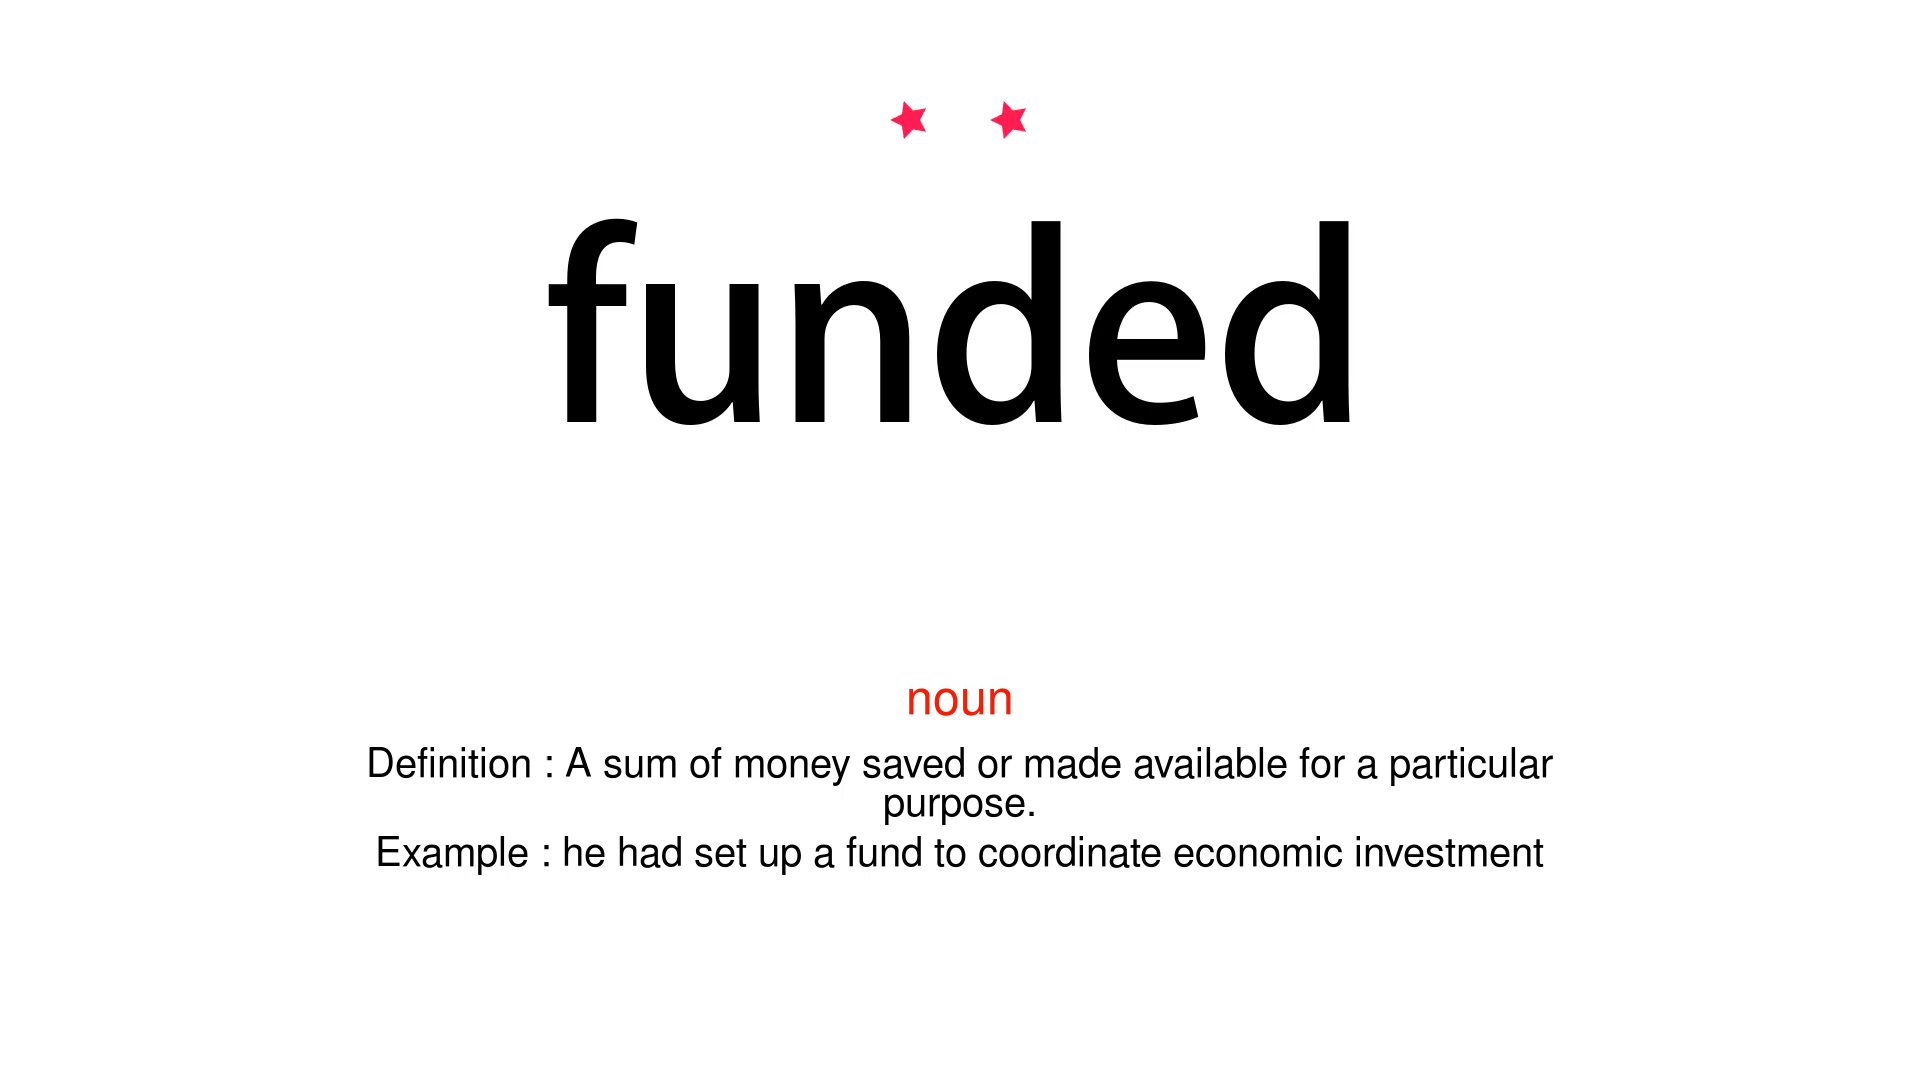 funded
noun
Definition : A sum of money saved or made available for a particular
purpose.
Example : he had set up a fund to coordinate economic investment